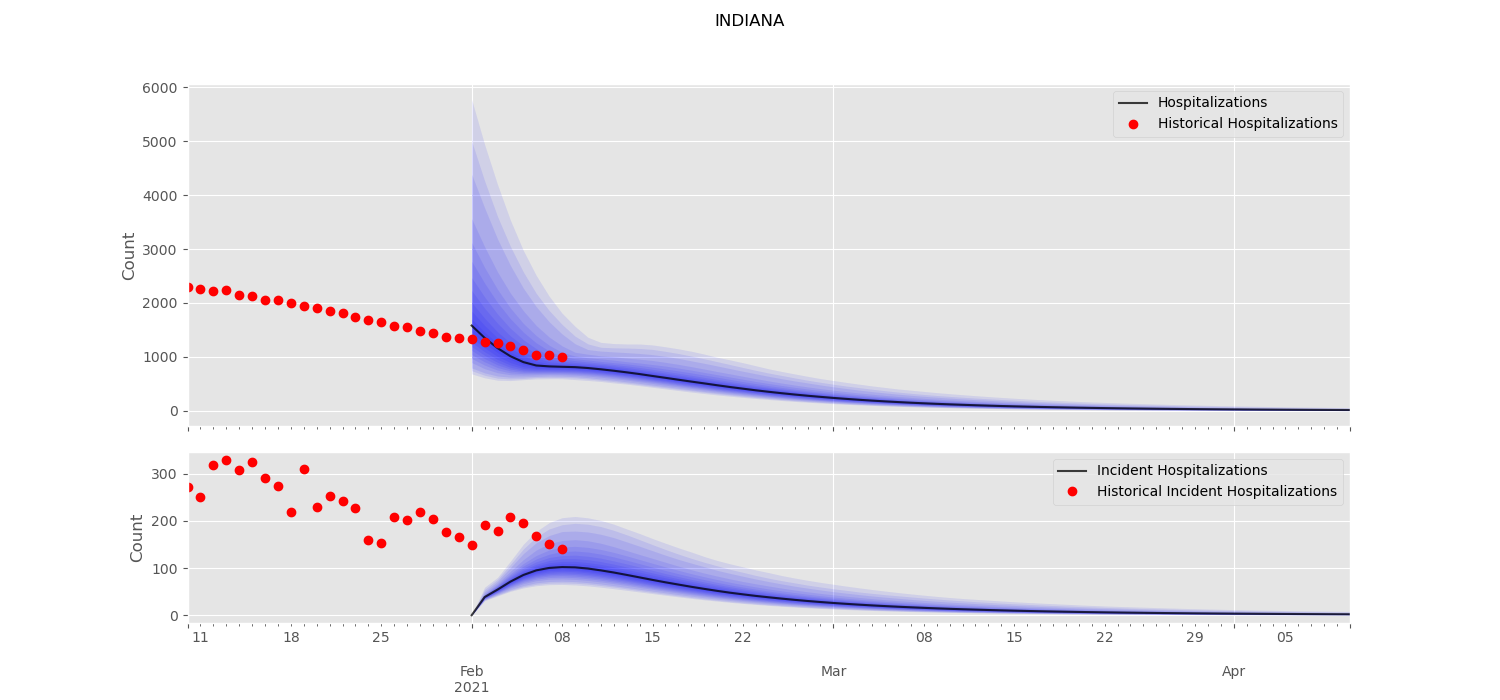 INDIANA
6000
5000
4000
3000
2000
1000
0
Count
Hospitalizations
Historical Hospitalizations
300
200
100
0
Count
Incident Hospitalizations
Historical Incident Hospitalizations
11 18 25 08 15 22 08 15 22 29 05
Feb Mar Apr
2021